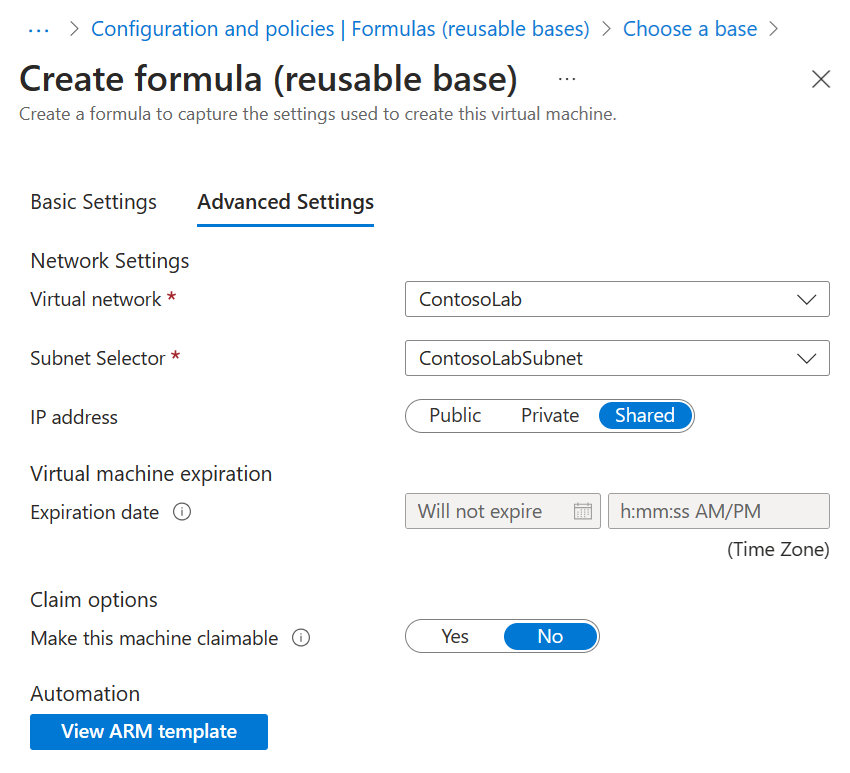 ... > Configuration and policies | Formulas (reusable bases) > Choose a base >
Create formula (reusable base) ...
Create a formula to capture the settings used to create this virtual machine.
Basic Settings Advanced Settings
Network Settings
Virtual network * ContosoLab
Subnet Selector * ContosoLabSubnet
IP address Public Private Shared
Virtual machine expiration
Expiration date Will not expire h:mm:ss AM/PM
(Time Zone)
Claim options
Make this machine claimable Yes No
Automation
View ARM template